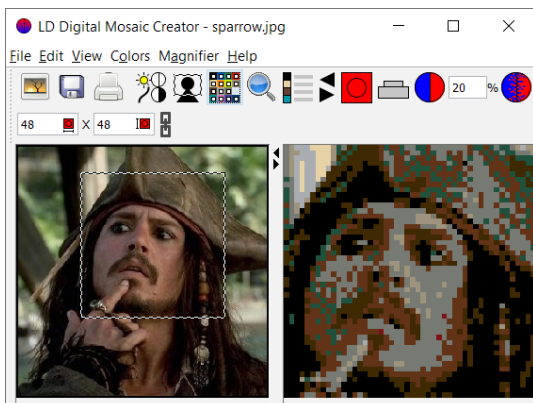 LD Digital Mosaic Creator - sparrow.jpg
File Edit View Colors Magnifier Help
20 %
48 X 48